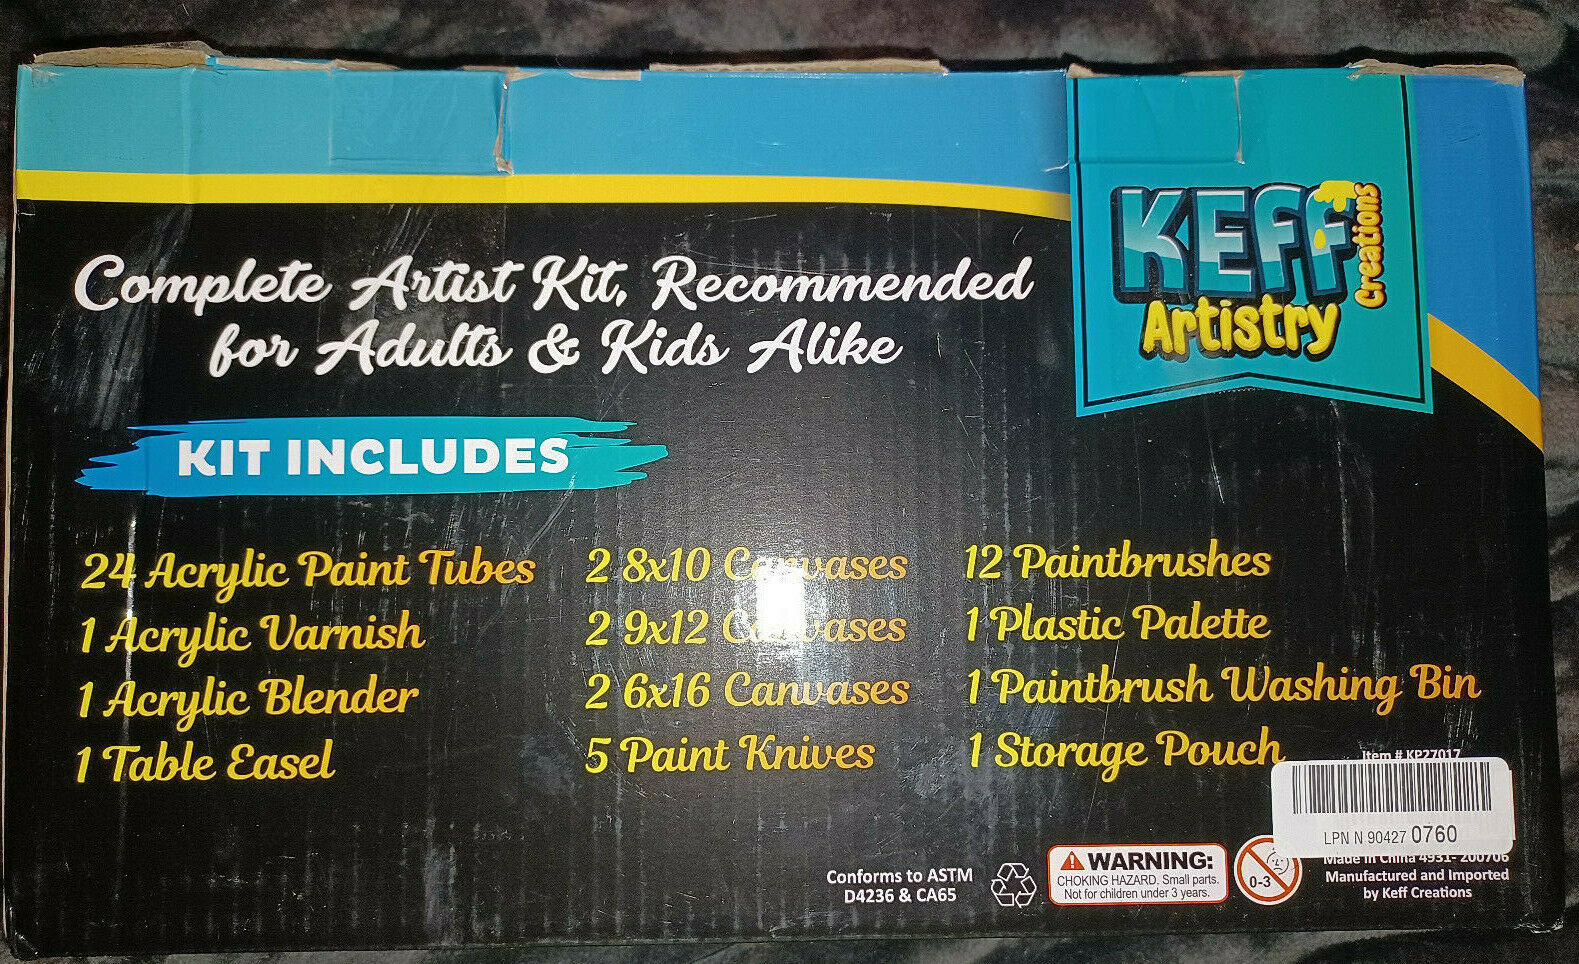 KEFF
Creations
Artistry
Complete Artist Kit, Recommended
for Adults & Kids Alike
KIT INCLUDES
24 Acrylic Paint Tubes
1 Acrylic Varnish
1 Acrylic Blender
1 Table Easel
2 8x10 Canvases
2 9x12 Canvases
2 6x16 Canvases
5 Paint Knives
12 Paintbrushes
1 Plastic Palette
1 Paintbrush Washing Bin
1 Storage Pouch
Item # KP27017
LPN N 90427 0760
Conforms to ASTM
D4236 & CA65
WARNING:
CHOKING HAZARD. Small parts.
Not for children under 3 years.
0-3
Made in China 4931- 200706
Manufactured and Imported
by Keff Creations